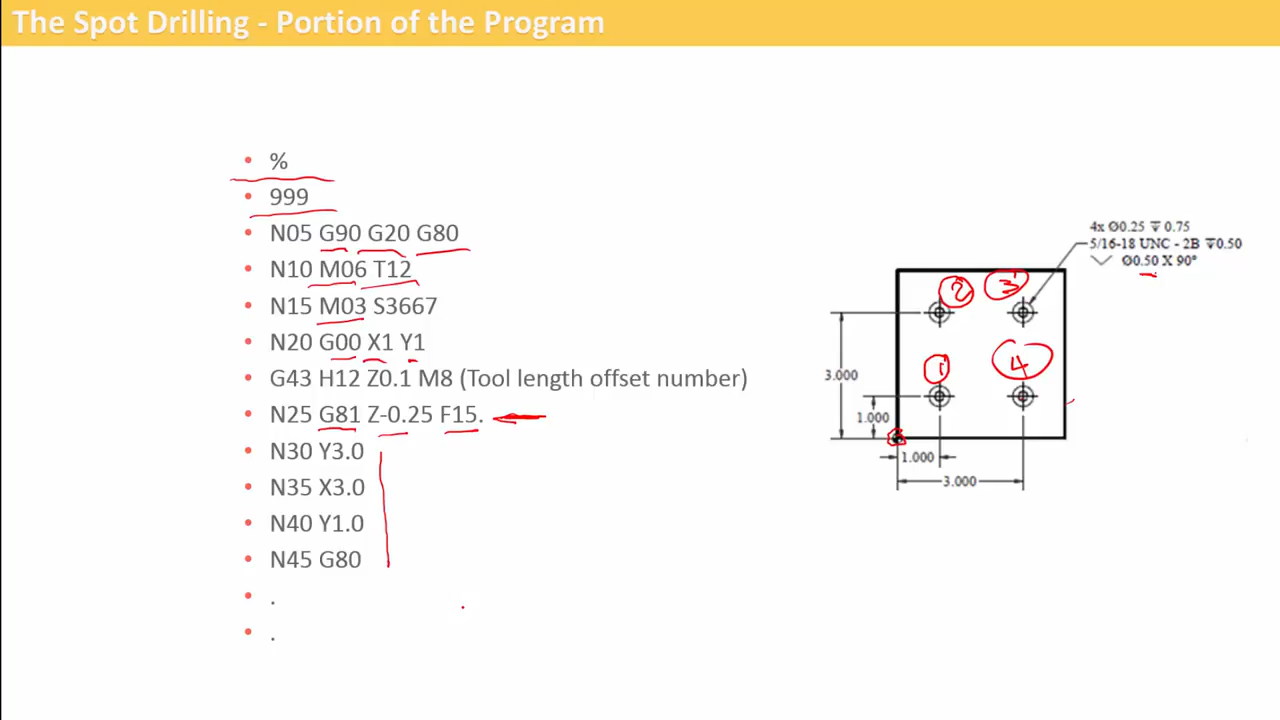 The Spot Drilling - Portion of the Program
• %
• 999
• N05 G90 G20 G80
• N10 M06 T12
• N15 M03 S3667
• N20 G00 X1 Y1
• G43 H12 Z0.1 M8 (Tool length offset number)
• N25 G81 Z-0.25 F15.
• N30 Y3.0
• N35 X3.0
• N40 Y1.0
• N45 G80
• .
• .
4x Ø0.25 ↧ 0.75
5/16-18 UNC - 2B ↧0.50
⌵ Ø0.50 X 90°
2 3
1 4
3.000
1.000
1.000
3.000